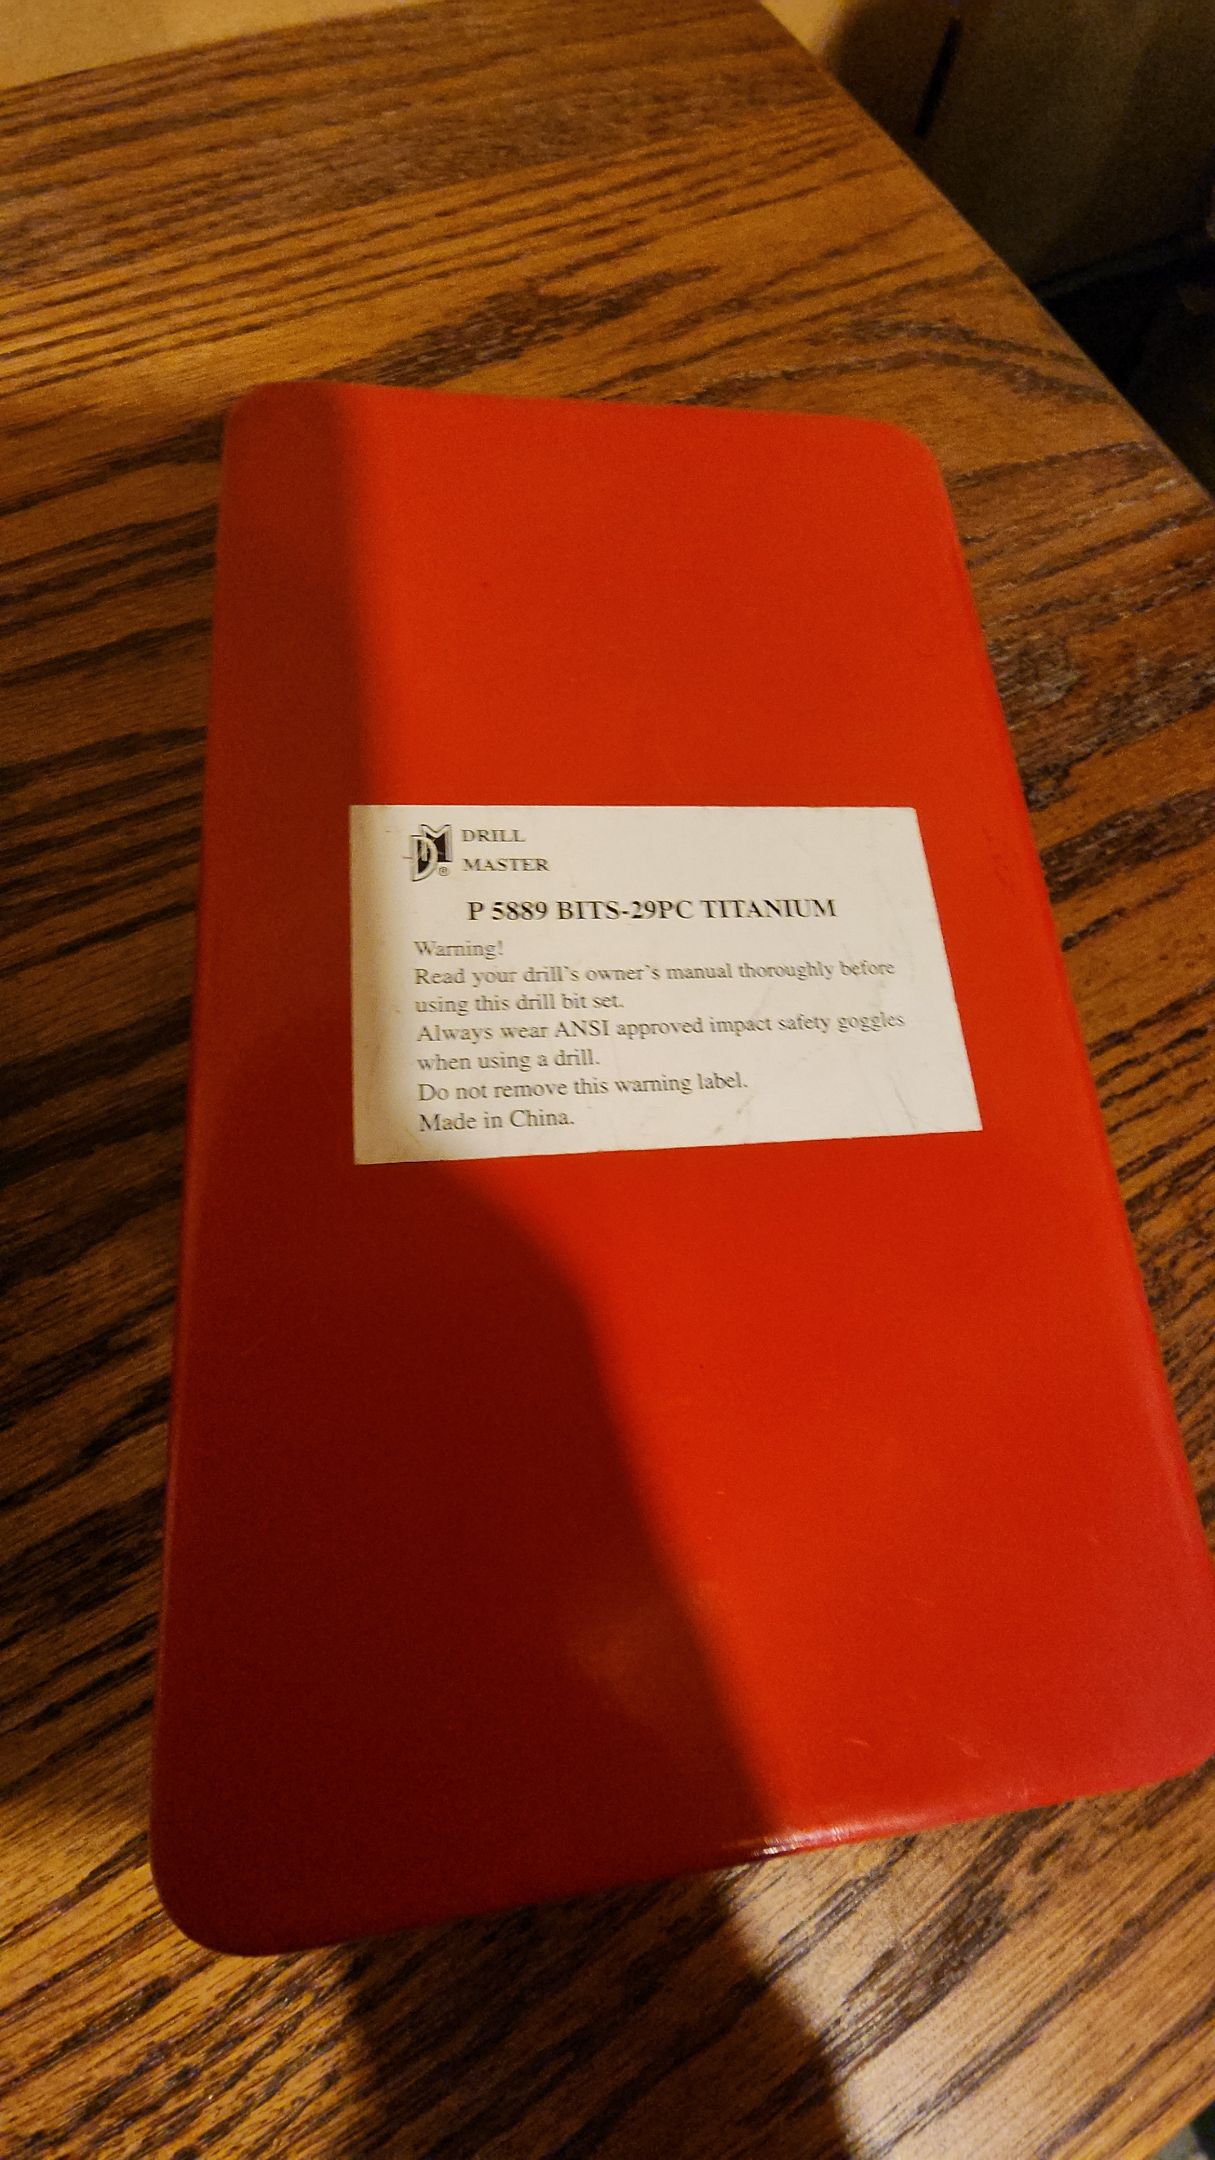 DM®
DRILL
MASTER
P 5889 BITS-29PC TITANIUM
Warning!
Read your drill's owner's manual thoroughly before
using this drill bit set.
Always wear ANSI approved impact safety goggles
when using a drill.
Do not remove this warning label.
Made in China.